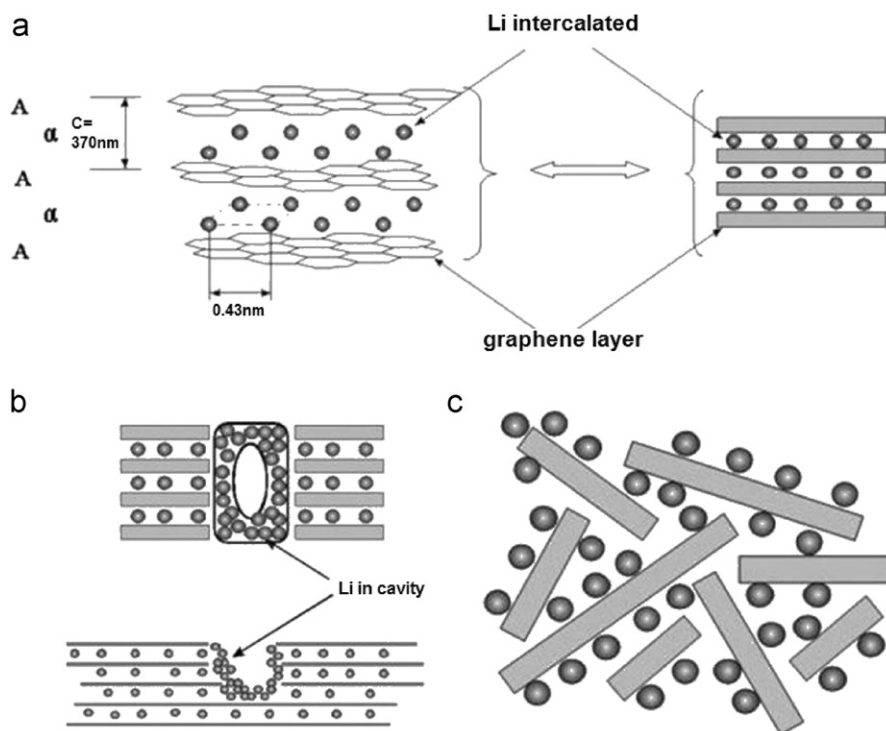 a
Li intercalated
A
C=
370nm
α
A
α
A
0.43nm
graphene layer
b
c
Li in cavity